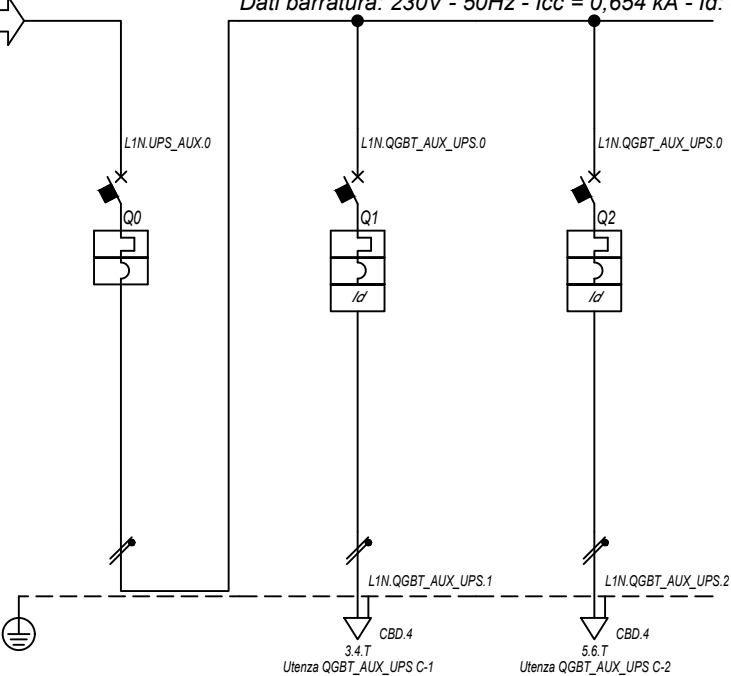 Dati barratura: 230V - 50Hz - Icc = 0,654 kA - Id:
L1N.UPS_AUX.0
L1N.QGBT_AUX_UPS.0
L1N.QGBT_AUX_UPS.0
Q0
Q1
Q2
Id
Id
L1N.QGBT_AUX_UPS.1
L1N.QGBT_AUX_UPS.2
CBD.4
CBD.4
3.4.T
5.6.T
Utenza QGBT_AUX_UPS C-1
Utenza QGBT_AUX_UPS C-2